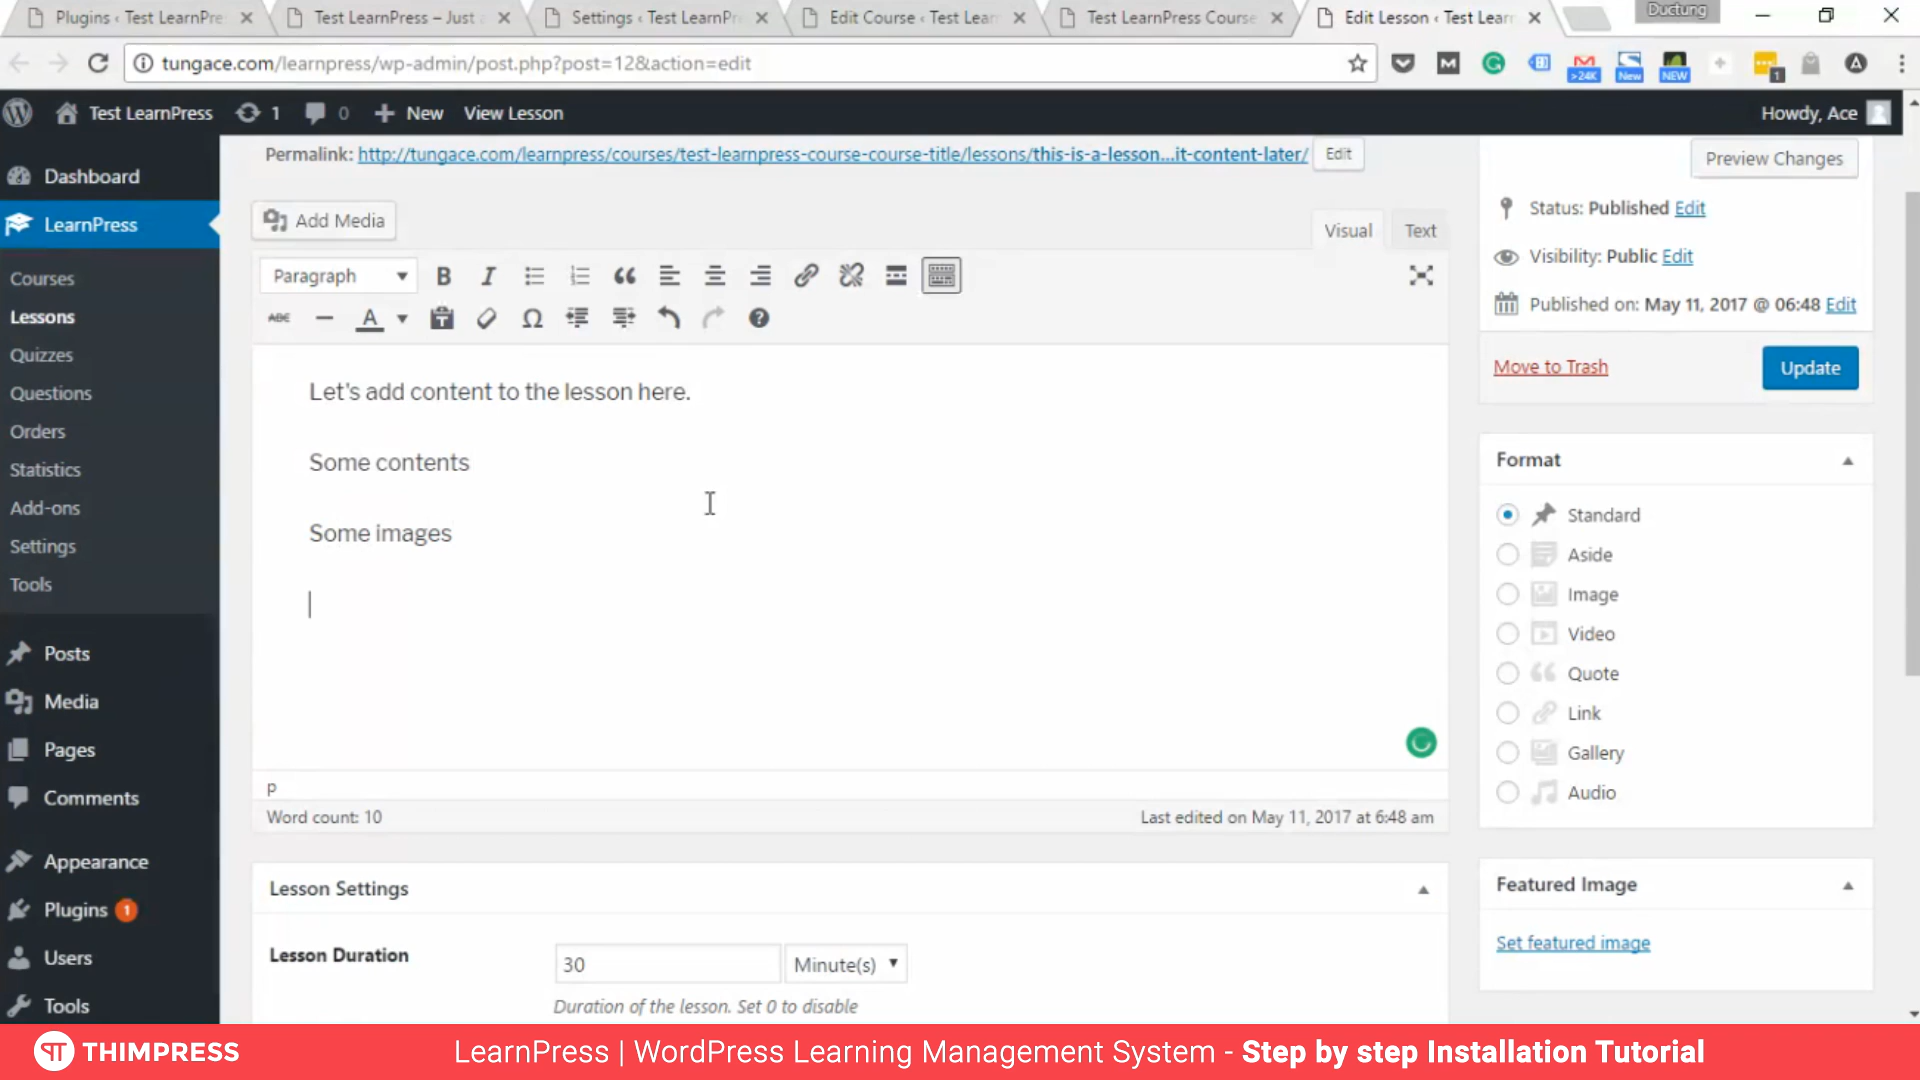 Plugins ‹ Test LearnPre
Test LearnPress – Just a
Settings ‹ Test LearnPr
Edit Course ‹ Test Lear
Test LearnPress Course
Edit Lesson ‹ Test Lear
Ductung
tungace.com/learnpress/wp-admin/post.php?post=12&action=edit
>24K
New
NEW
1
Test LearnPress
1
0
New
View Lesson
Howdy, Ace
Dashboard
LearnPress
Courses
Lessons
Quizzes
Questions
Orders
Statistics
Add-ons
Settings
Tools
Posts
Media
Pages
Comments
Appearance
Plugins 1
Users
Tools
Permalink: http://tungace.com/learnpress/courses/test-learnpress-course-course-title/lessons/this-is-a-lesson...it-content-later/ Edit
Add Media
Visual
Text
Paragraph
B
I
ABC
A
Ω
Let's add content to the lesson here.
Some contents
Some images
p
Word count: 10
Last edited on May 11, 2017 at 6:48 am
Lesson Settings
Lesson Duration
30
Minute(s)
Duration of the lesson. Set 0 to disable
Preview Changes
Status: Published Edit
Visibility: Public Edit
Published on: May 11, 2017 @ 06:48 Edit
Move to Trash
Update
Format
Standard
Aside
Image
Video
Quote
Link
Gallery
Audio
Featured Image
Set featured image
THIMPRESS
LearnPress | WordPress Learning Management System - Step by step Installation Tutorial